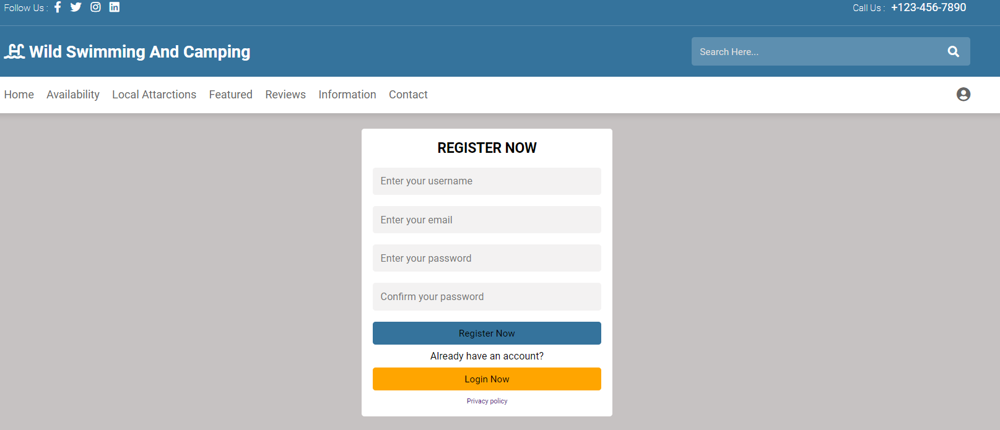 Follow Us :
Call Us : +123-456-7890
Wild Swimming And Camping
Search Here...
Home Availability Local Attarctions Featured Reviews Information Contact
REGISTER NOW
Enter your username
Enter your email
Enter your password
Confirm your password
Register Now
Already have an account?
Login Now
Privacy policy